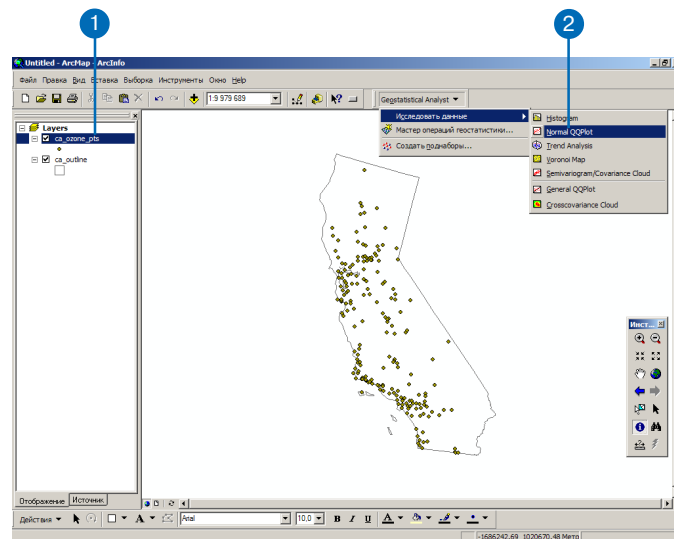 1
2
Untitled - ArcMap - ArcInfo
Файл Правка Вид Вставка Выборка Инструменты Окно Help
1:9 979 689
Geostatistical Analyst
Исследовать данные
Мастер операций геостатистики...
Создать поднаборы...
Histogram
Normal QQPlot
Trend Analysis
Voronoi Map
Semivariogram/Covariance Cloud
General QQPlot
Crosscovariance Cloud
Layers
ca_ozone_pts
ca_outline
Инст...
Отображение Источник
Действия A Arial 10,0 B I U A
-1686242,69 1020670,48 Метр